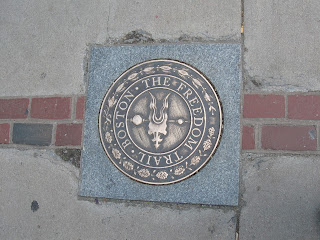 THE • FREEDOM TRAIL • BOSTON •